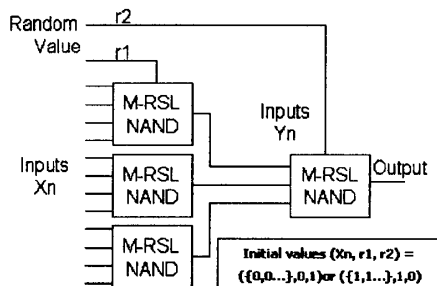 Random
Value
r2
r1
M-RSL
NAND
Inputs
Yn
Inputs
Xn
M-RSL
NAND
M-RSL
NAND
Output
M-RSL
NAND
Initial values (Xn, r1, r2) =
({0,0...},0,1)or ({1,1...},1,0)